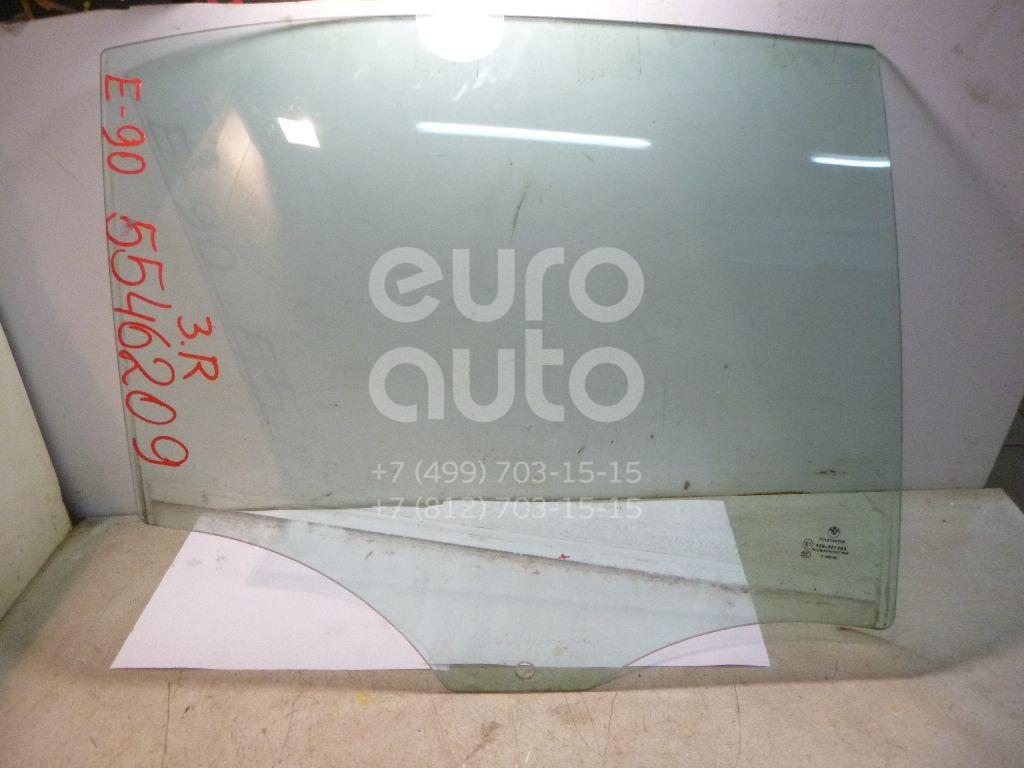 E-90 5546209
3.R
euro
auto
+7 (499) 703-15-15
+7 (812) 703-15-15